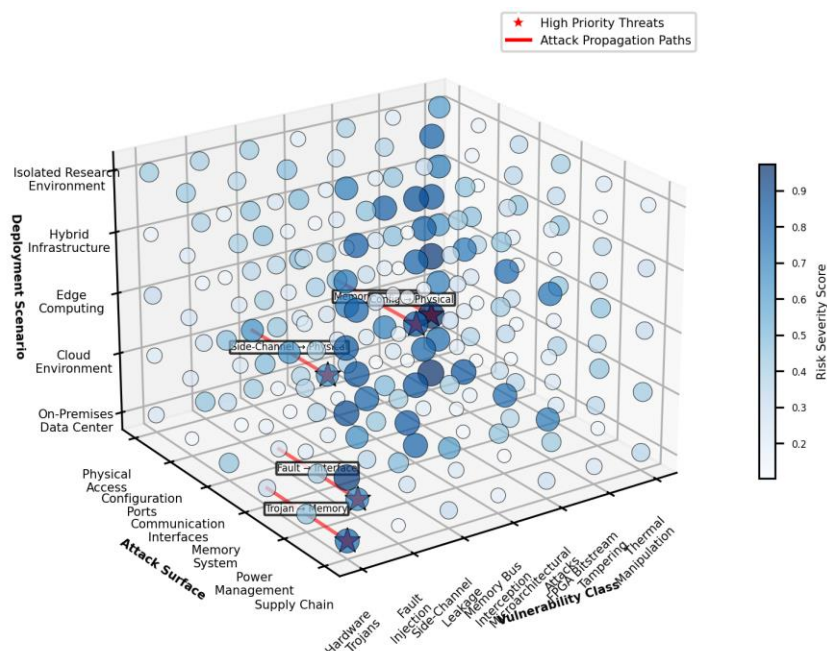 High Priority Threats
Attack Propagation Paths
Isolated Research
Environment
Hybrid
Infrastructure
Edge
Computing
Cloud
Environment
On-Premises
Data Center
Deployment Scenario
Physical
Access
Configuration
Ports
Communication
Interfaces
Memory
System
Power
Management
Supply Chain
Attack Surface
Hardware
Trojans
Fault
Injection
Side-Channel
Leakage
Memory Bus
Interception
Microarchitectural
Attacks
FPGA Bitstream
Tampering
Thermal
Manipulation
Vulnerability Class
Side-Channel → Physical
Fault → Interface
Trojan → Memory
→ Physical
0.9
0.8
0.7
0.6
0.5
0.4
0.3
0.2
Risk Severity Score